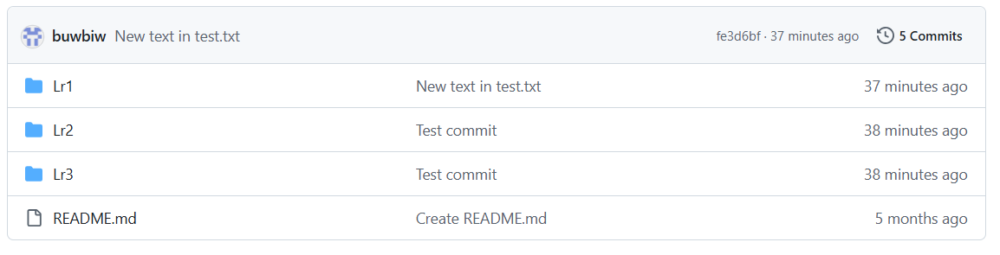 buwbiw New text in test.txt fe3d6bf · 37 minutes ago 5 Commits
Lr1 New text in test.txt 37 minutes ago
Lr2 Test commit 38 minutes ago
Lr3 Test commit 38 minutes ago
README.md Create README.md 5 months ago